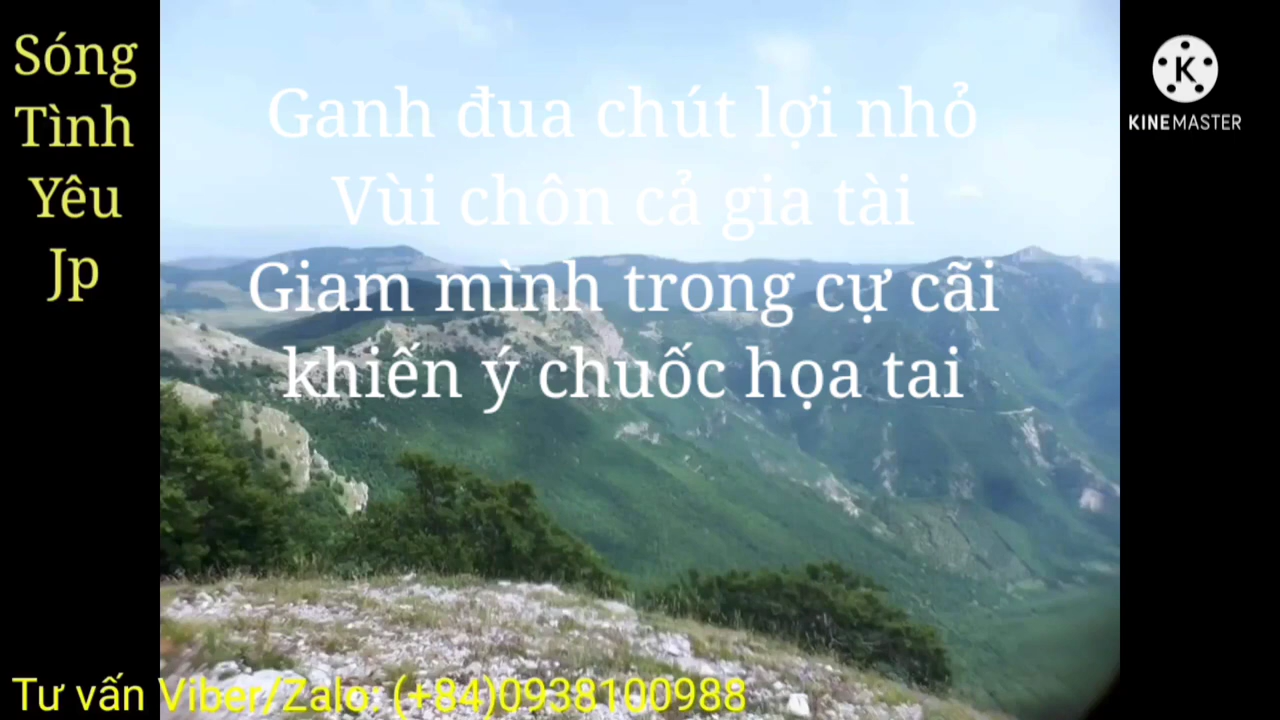 Sóng
Tình
Yêu
Jp
Ganh đua chút lợi nhỏ
Vùi chôn cả gia tài
Giam mình trong cự cãi
khiến ý chuốc họa tai
K
KINEMASTER
Tư vấn Viber/Zalo: (+84)0938100988